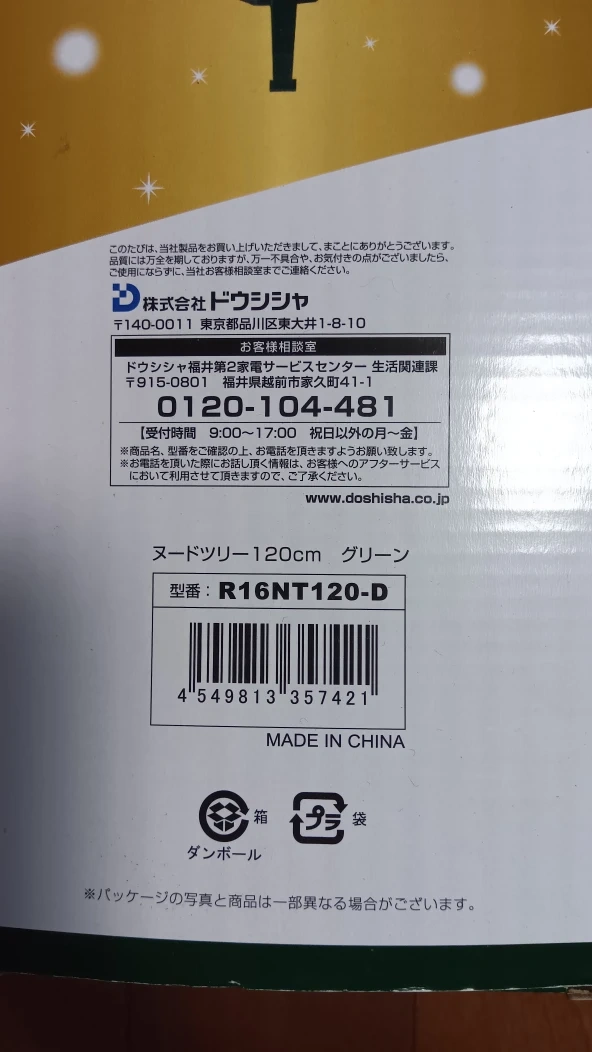 このたびは、当社製品をお買い上げいただきまして、まことにありがとうございます。
品質には万全を期しておりますが、万一不具合や、お気付きの点がございましたら、
ご使用にならずに、当社お客様相談室までご連絡ください。
株式会社ドウシシャ
〒140-0011 東京都品川区東大井1-8-10
お客様相談室
ドウシシャ福井第2家電サービスセンター 生活関連課
〒915-0801 福井県越前市家久町41-1
0120-104-481
【受付時間 9:00〜17:00 祝日以外の月〜金】
※商品名、型番をご確認の上、お電話を頂きますようお願い致します。
※お電話を頂いた際にお話し頂く情報は、お客様へのアフターサービス
において利用させて頂きますので、ご了承ください。
www.doshisha.co.jp
ヌードツリー120cm グリーン
型番：R16NT120-D
4 549813 357421
MADE IN CHINA
箱
プラ 袋
ダンボール
※パッケージの写真と商品は一部異なる場合がございます。